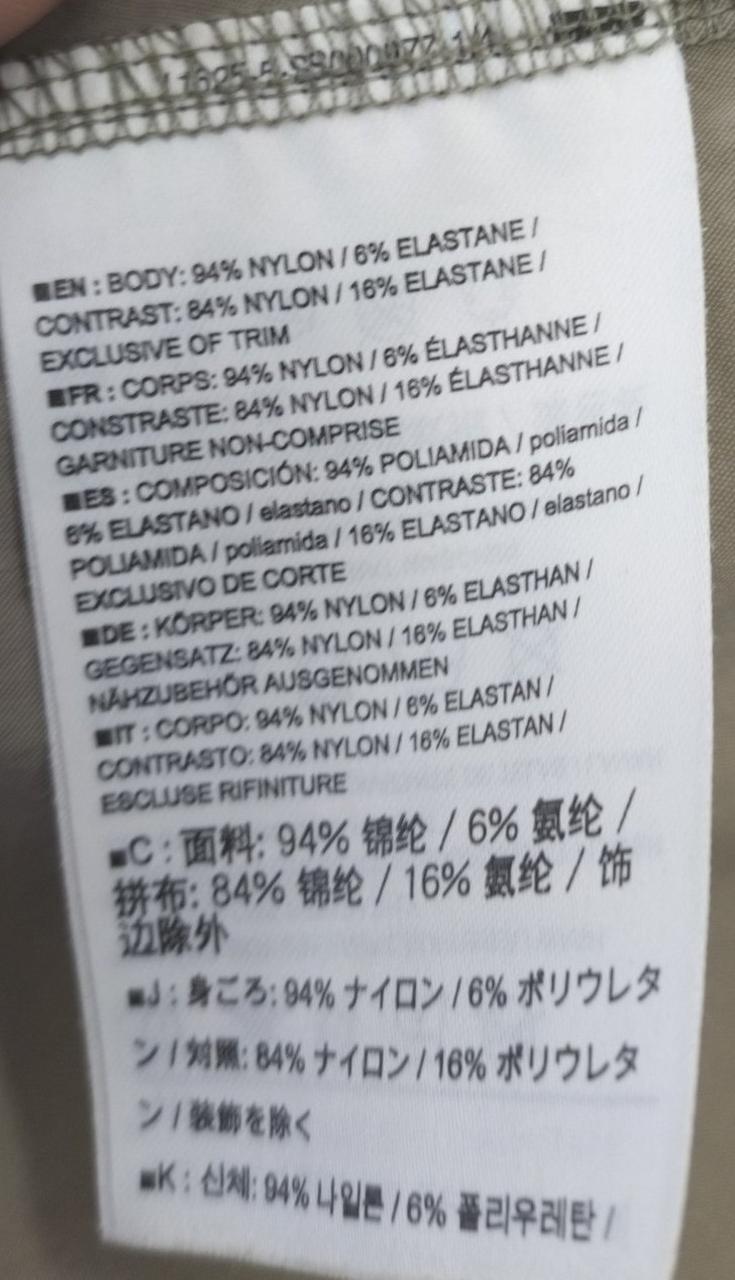 ■EN : BODY: 94% NYLON / 6% ELASTANE /
CONTRAST: 84% NYLON / 16% ELASTANE /
EXCLUSIVE OF TRIM
■FR : CORPS: 94% NYLON / 6% ÉLASTHANNE /
CONSTRASTE: 84% NYLON / 16% ÉLASTHANNE /
GARNITURE NON-COMPRISE
■ES : COMPOSICIÓN: 94% POLIAMIDA / poliamida /
6% ELASTANO / elastano / CONTRASTE: 84%
POLIAMIDA / poliamida / 16% ELASTANO / elastano /
EXCLUSIVO DE CORTE
■DE : KÖRPER: 94% NYLON / 6% ELASTHAN /
GEGENSATZ: 84% NYLON / 16% ELASTHAN /
NÄHZUBEHÖR AUSGENOMMEN
■IT : CORPO: 94% NYLON / 6% ELASTAN /
CONTRASTO: 84% NYLON / 16% ELASTAN /
ESCLUSE RIFINITURE
■C : 面料: 94% 锦纶 / 6% 氨纶 /
拼布: 84% 锦纶 / 16% 氨纶 / 饰
边除外
■J : 身ごろ: 94% ナイロン / 6% ポリウレタ
ン / 対照: 84% ナイロン / 16% ポリウレタ
ン / 装飾を除く
■K : 신체: 94% 나일론 / 6% 폴리우레탄 /